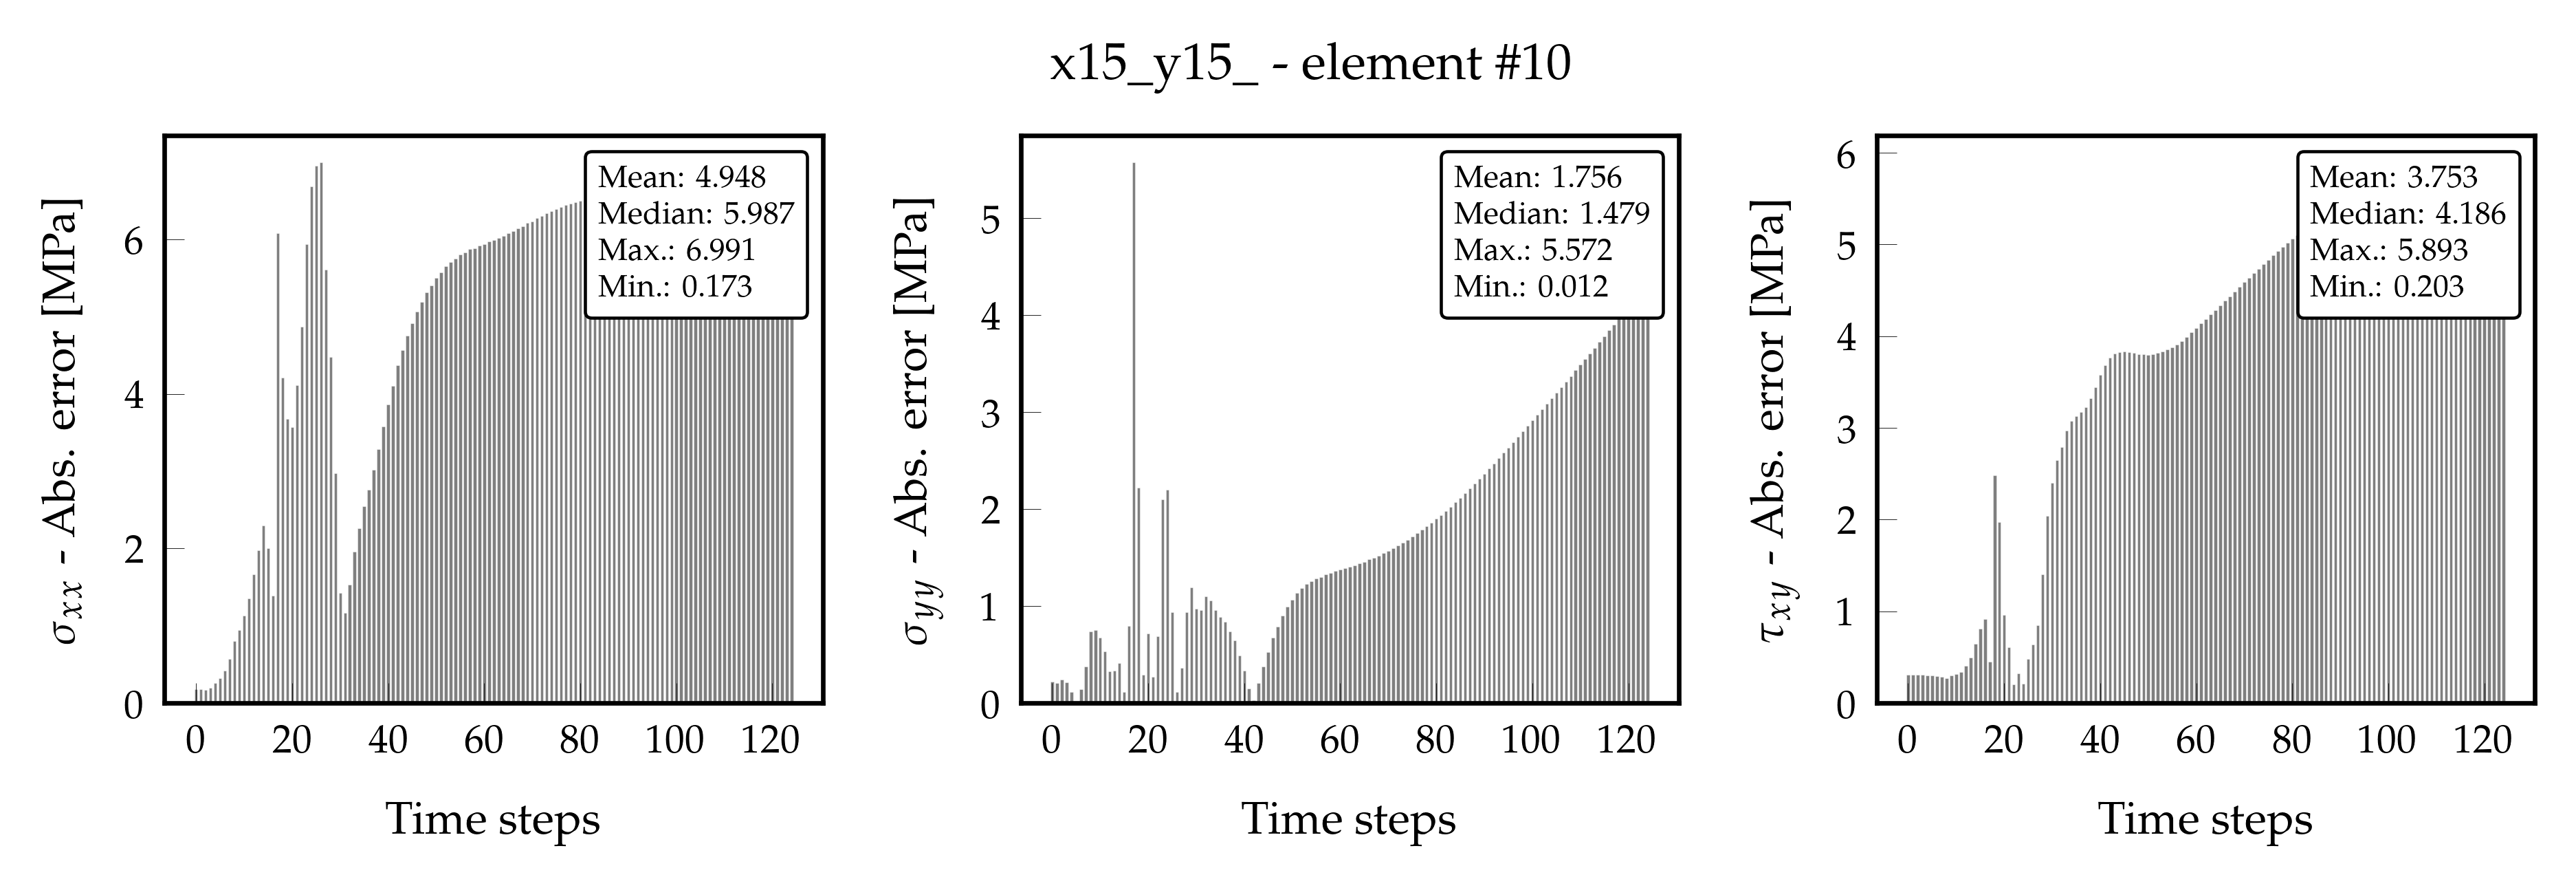 x15_y15_ - element #10
σxx - Abs. error [MPa]
6
4
2
0
Mean: 4.948
Median: 5.987
Max.: 6.991
Min.: 0.173
0 20 40 60 80 100 120
Time steps
σyy - Abs. error [MPa]
5
4
3
2
1
0
Mean: 1.756
Median: 1.479
Max.: 5.572
Min.: 0.012
0 20 40 60 80 100 120
Time steps
τxy - Abs. error [MPa]
6
5
4
3
2
1
0
Mean: 3.753
Median: 4.186
Max.: 5.893
Min.: 0.203
0 20 40 60 80 100 120
Time steps